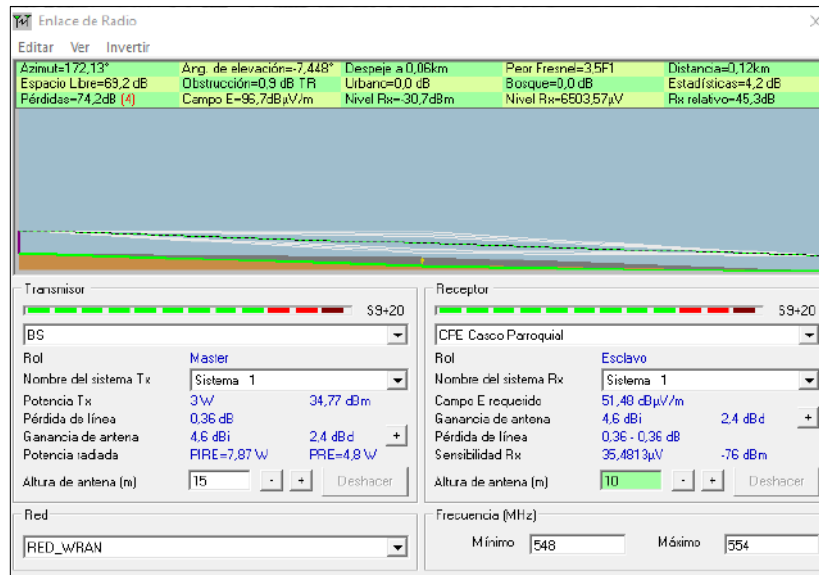 Enlace de Radio
Editar Ver Invertir
Azimut=172,13° Ang. de elevación=-7,448° Despeje a 0,06km Peor Fresnel=3,5F1 Distancia=0,12km
Espacio Libre=69,2 dB Obstrucción=0,9 dB TR Urbano=0,0 dB Bosque=0,0 dB Estadísticas=4,2 dB
Pérdidas=74,2dB (4) Campo E=96,7dBµV/m Nivel Rx=-30,7dBm Nivel Rx=6503,57µV Rx relativo=45,3dB
Transmisor
S9+20
BS
Rol Master
Nombre del sistema Tx Sistema 1
Potencia Tx 3 W 34,77 dBm
Pérdida de línea 0,36 dB
Ganancia de antena 4,6 dBi 2,4 dBd +
Potencia radiada PIRE=7,87 W PRE=4,8 W
Altura de antena (m) 15 - + Deshacer
Receptor
S9+20
CPE Casco Parroquial
Rol Esclavo
Nombre del sistema Rx Sistema 1
Campo E requerido 51,48 dBµV/m
Ganancia de antena 4,6 dBi 2,4 dBd +
Pérdida de línea 0,36 - 0,36 dB
Sensibilidad Rx 35,4813µV -76 dBm
Altura de antena (m) 10 - + Deshacer
Red
RED_WRAN
Frecuencia (MHz)
Mínimo 548 Máximo 554